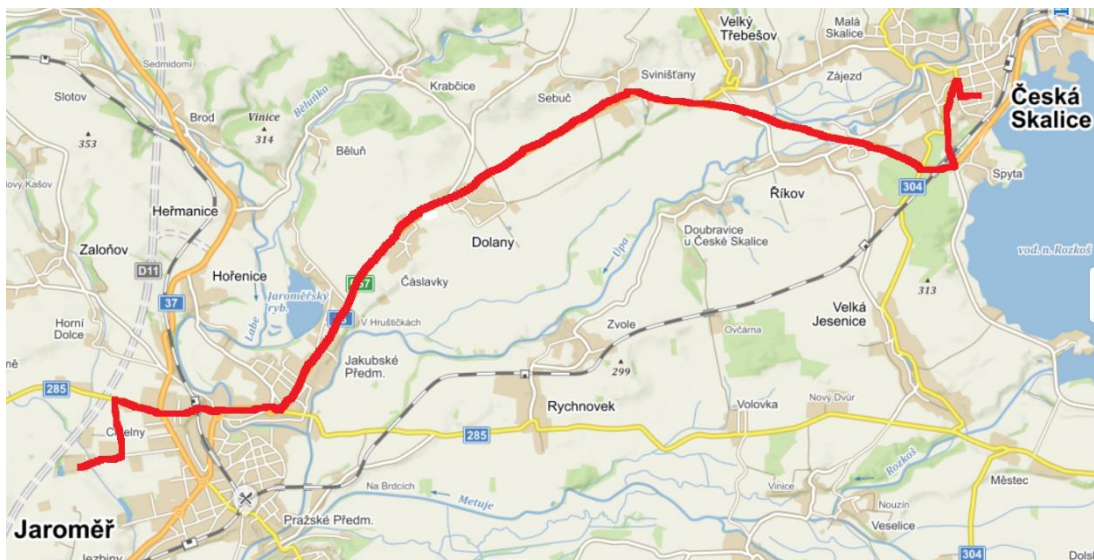 Velký
Třebešov
Malá
Skalice
Sedmidomí
Slotov
Krabčice
Svinišťany
Sebuč
Zájezd
Česká
Skalice
Brod
Vinice
314
Běluňka
353
Běluň
Spyta
304
Říkov
Heřmanice
Doubravice
u České Skalice
Dolany
Zaloňov
D11
Hořenice
Úpa
vod. n. Rozkoš
Čáslavky
313
37
Jaroměřský
ryb.
Labe
V Hrušičkách
Horní
Dolce
Zvole
Ovčárna
Velká
Jesenice
Jakubské
Předm.
299
285
Rychnovek
Nový Dvůr
Volovka
285
Rozkoš
Městec
Na Brdcích
Metuje
Vinice
Nouzín
Veselice
Jaroměř
Pražské Předm.
304